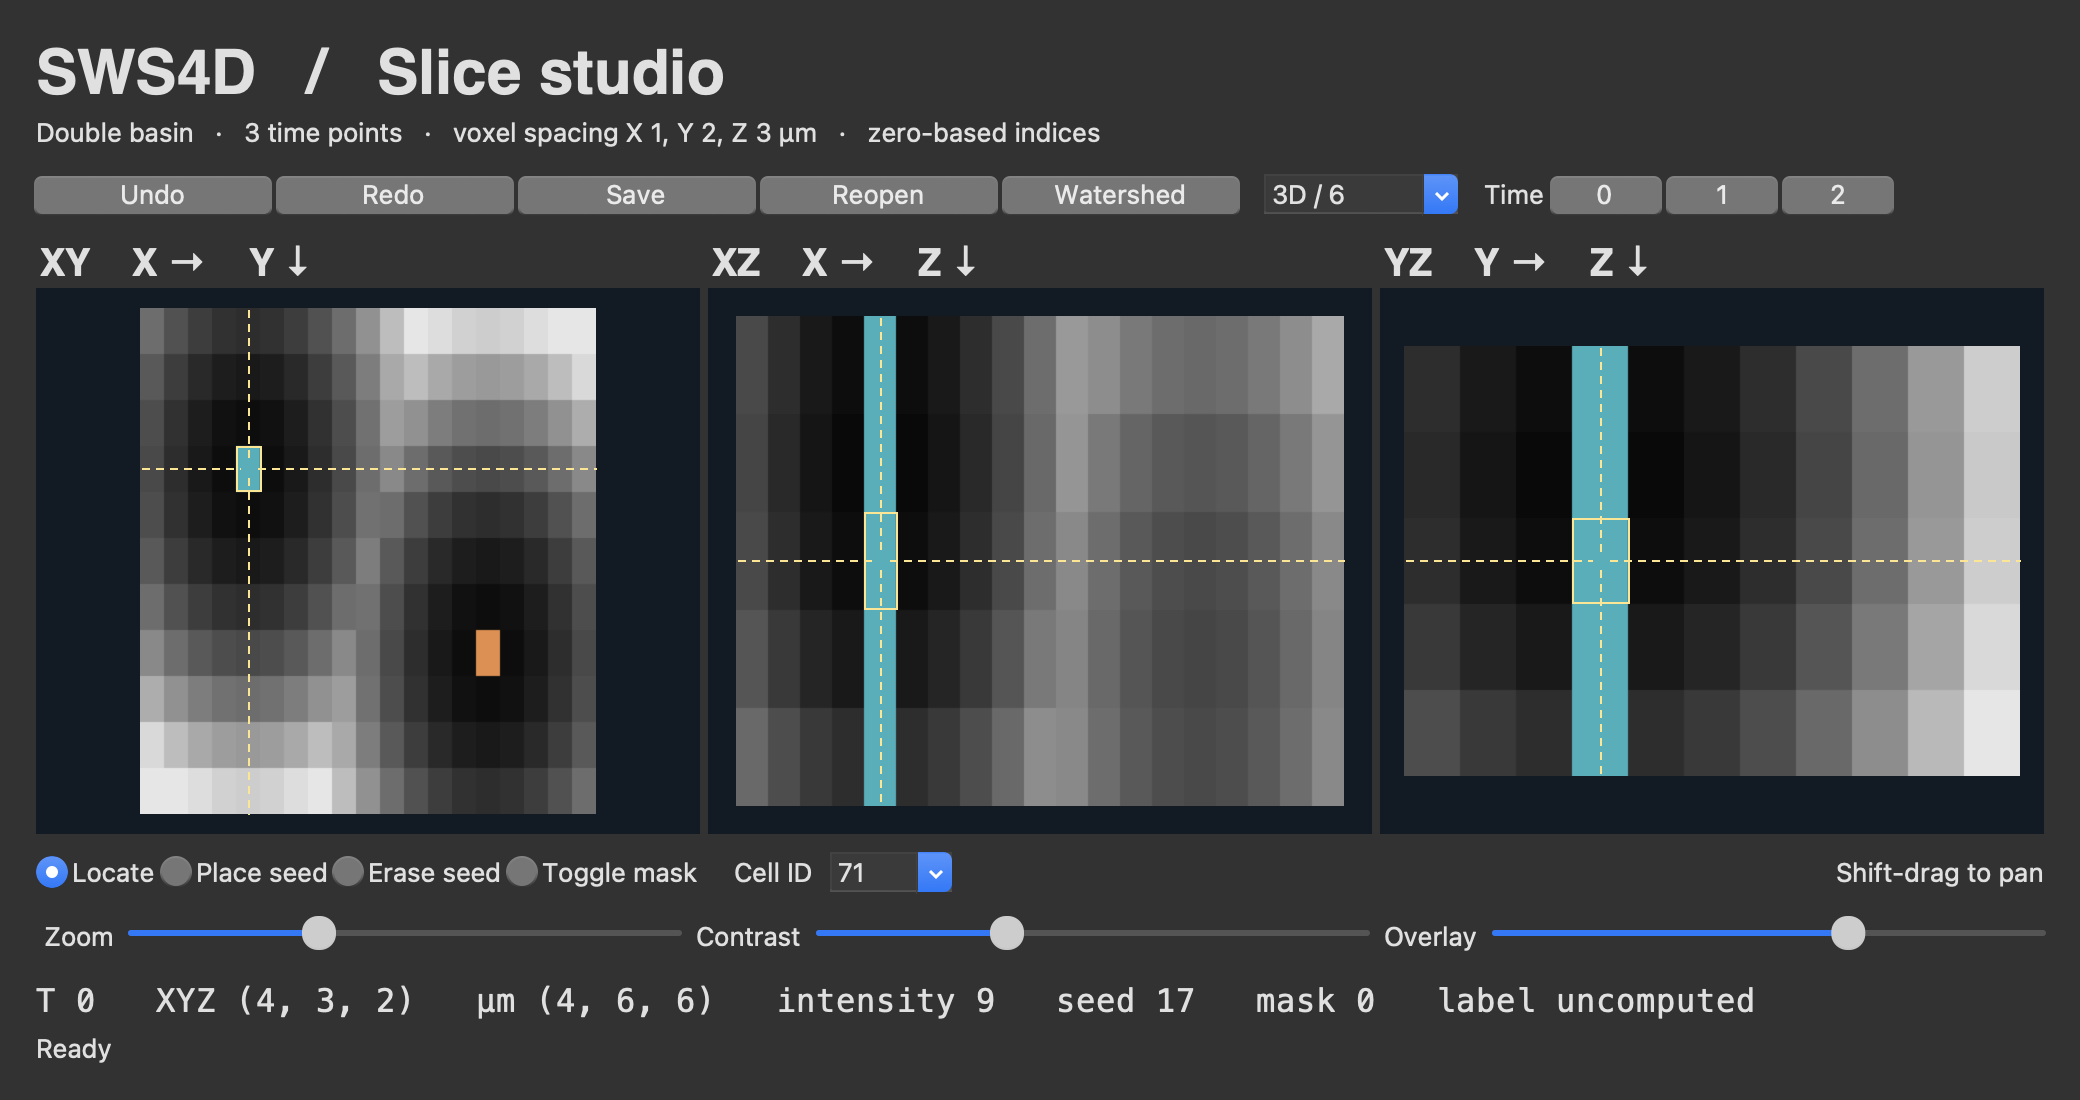 SWS4D / Slice studio
Double basin · 3 time points · voxel spacing X 1, Y 2, Z 3 µm · zero-based indices
Undo Redo Save Reopen Watershed 3D / 6 Time 0 1 2
XY X → Y ↓ XZ X → Z ↓ YZ Y → Z ↓
Locate Place seed Erase seed Toggle mask Cell ID 71 Shift-drag to pan
Zoom Contrast Overlay
T 0 XYZ (4, 3, 2) µm (4, 6, 6) intensity 9 seed 17 mask 0 label uncomputed
Ready